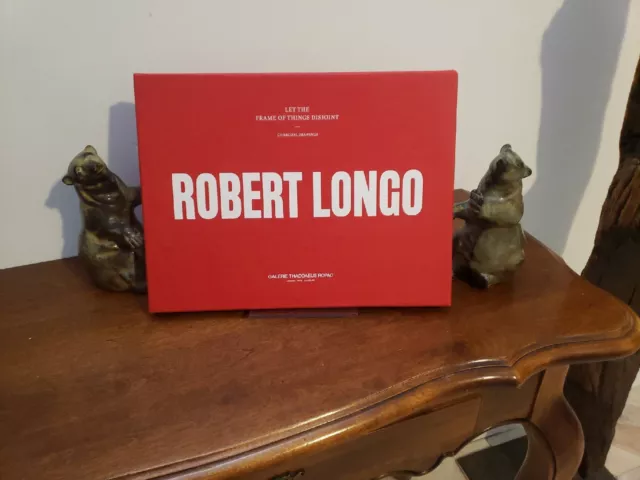 LET THE
FRAME OF THINGS DISJOINT
ROBERT LONGO
GALERIE THADDAEUS ROPAC